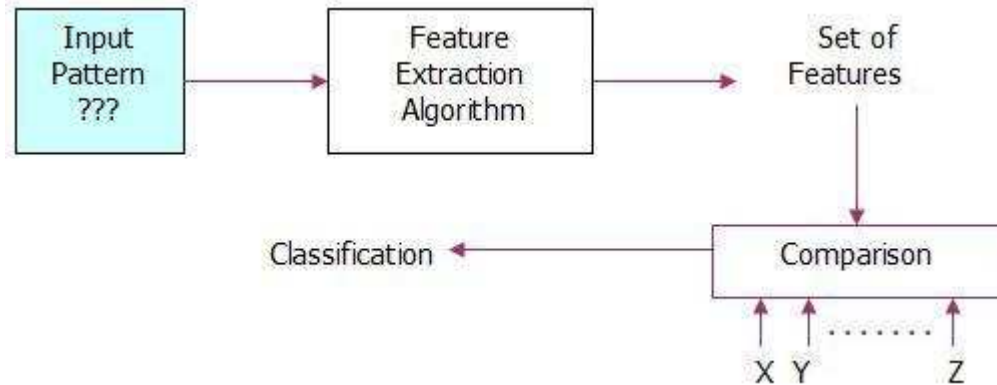 Input
Pattern
???
Feature
Extraction
Algorithm
Set of
Features
Classification
Comparison
X Y ........ Z